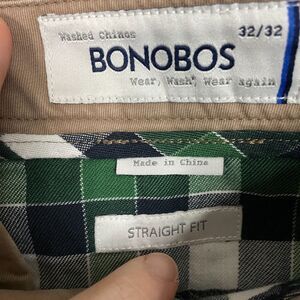 Washed Chinos
32/32
BONOBOS
Wear, Wash, Wear again
Made in China
STRAIGHT FIT